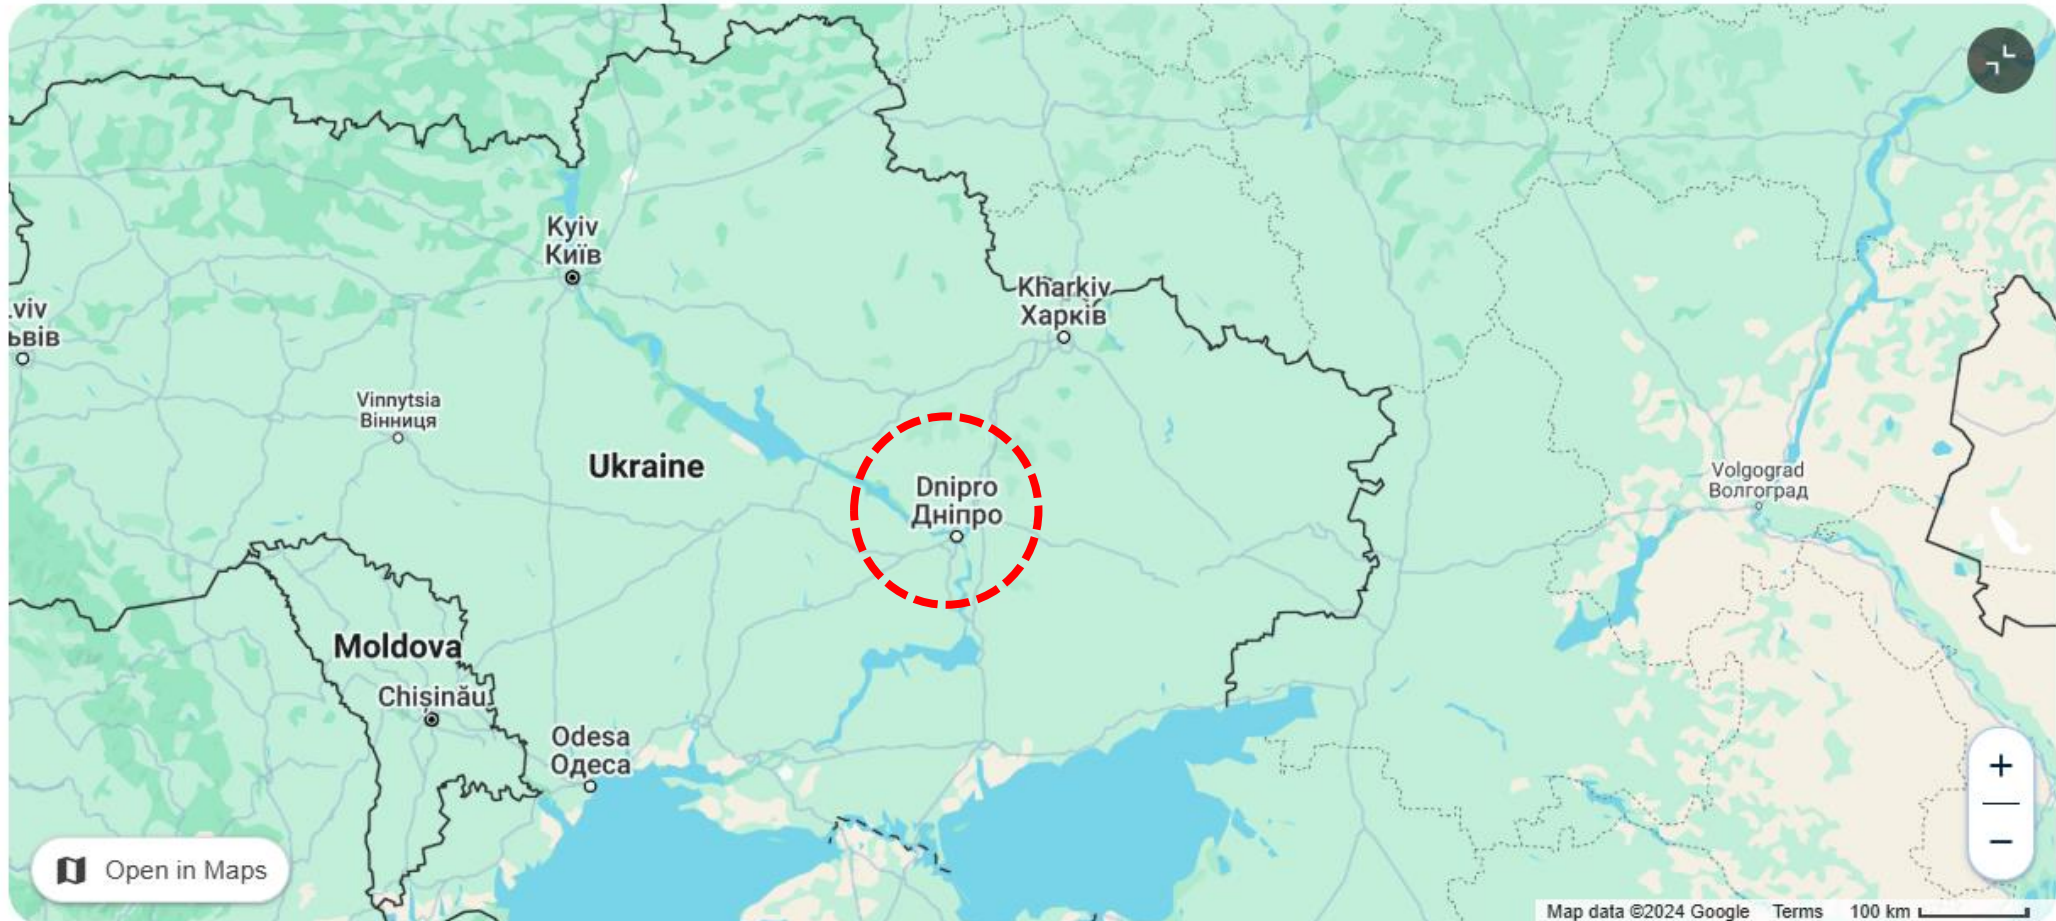 Kyiv
Київ
Kharkiv
Харків
.viv
ьвів
Vinnytsia
Вінниця
Ukraine
Dnipro
Дніпро
Volgograd
Волгоград
Moldova
Chișinău
Odesa
Одеса
+
−
Open in Maps
Map data ©2024 Google Terms 100 km